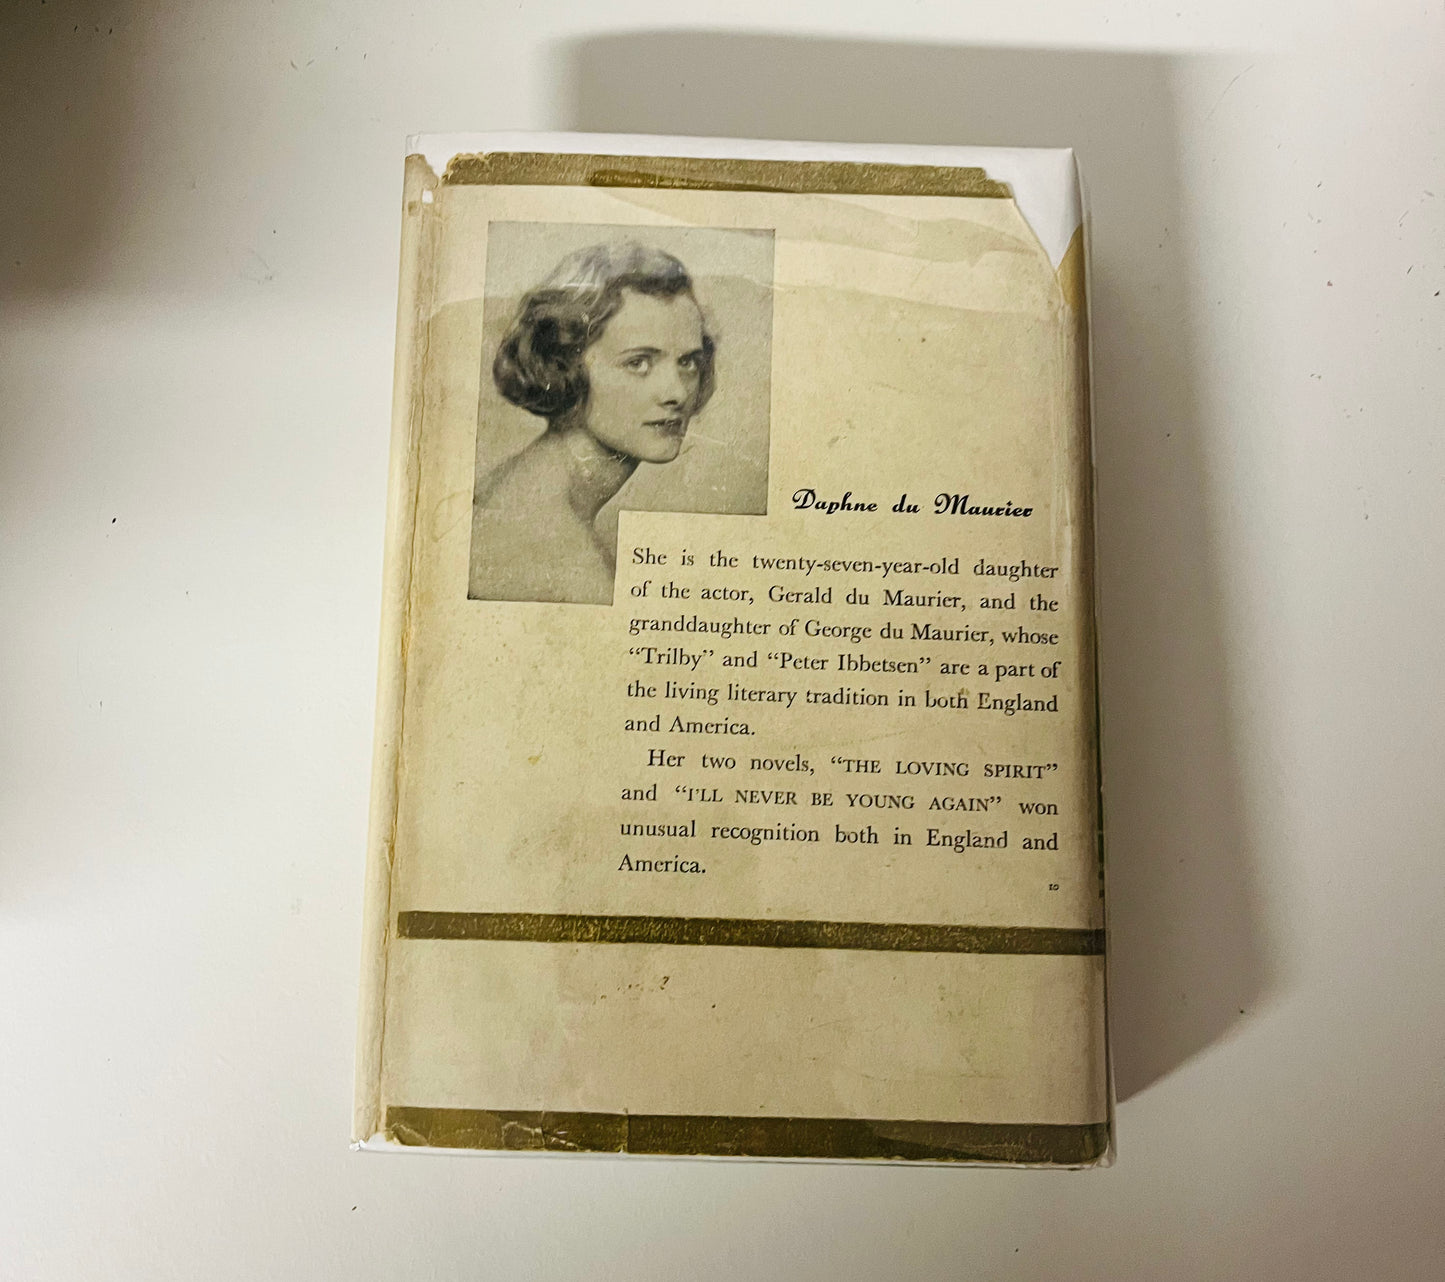 Daphne du Maurier
She is the twenty-seven-year-old daughter
of the actor, Gerald du Maurier, and the
granddaughter of George du Maurier, whose
“Trilby” and “Peter Ibbetsen” are a part of
the living literary tradition in both England
and America.
Her two novels, “THE LOVING SPIRIT”
and “I’LL NEVER BE YOUNG AGAIN” won
unusual recognition both in England and
America.
10